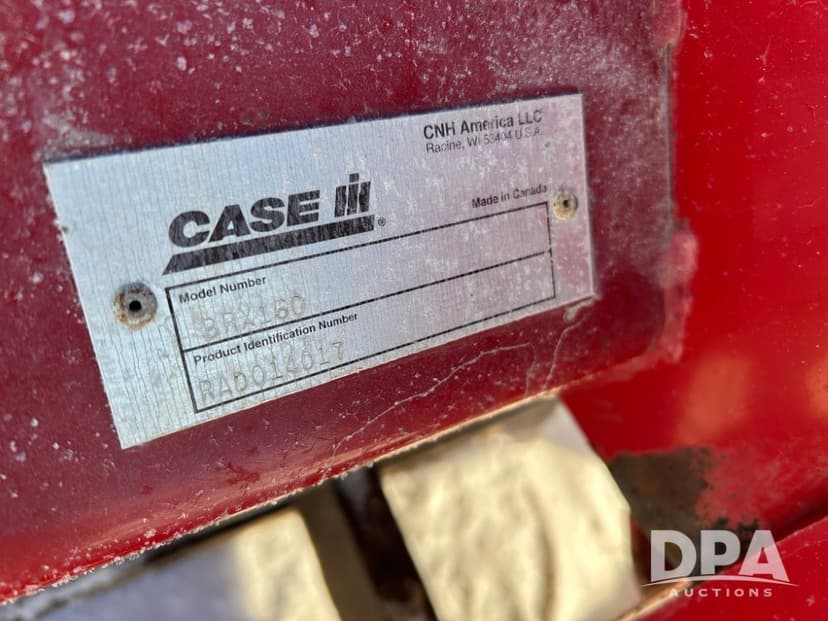 CNH America LLC
Racine, WI 53404 U.S.A.
CASE IH®
Made in Canada
Model Number
SRX160
Product Identification Number
RAD014017
DPA
AUCTIONS